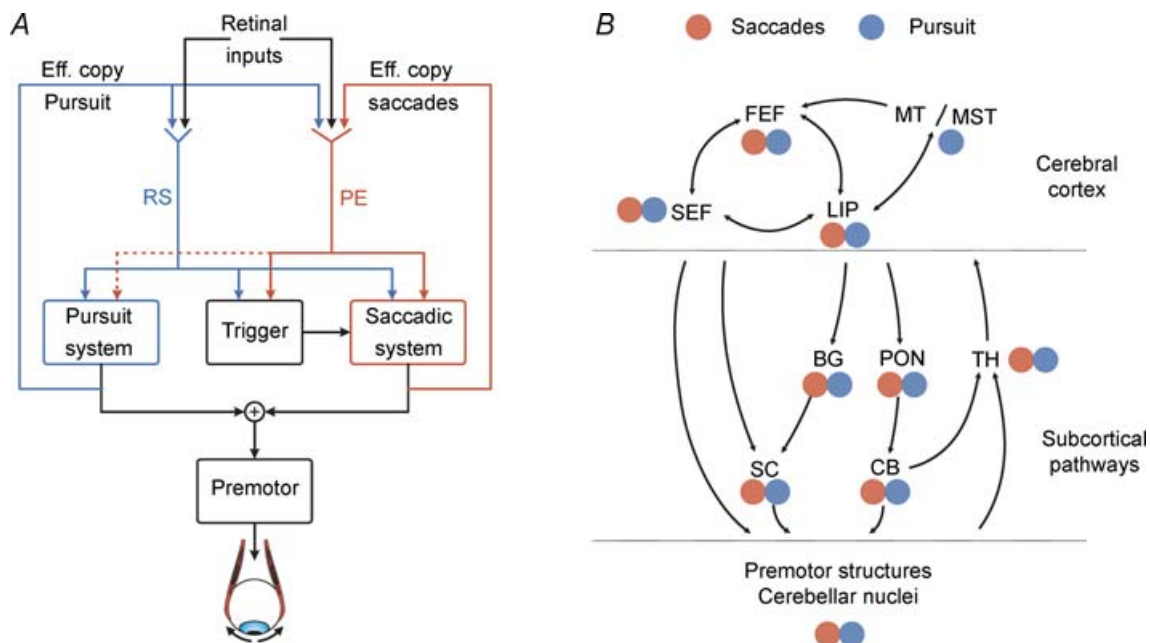 A
Retinal
inputs
Eff. copy
Pursuit
Eff. copy
saccades
RS
PE
Pursuit
system
Trigger
Saccadic
system
+
Premotor
B
Saccades
Pursuit
FEF
MT / MST
SEF
LIP
Cerebral
cortex
BG
PON
TH
SC
CB
Subcortical
pathways
Premotor structures
Cerebellar nuclei